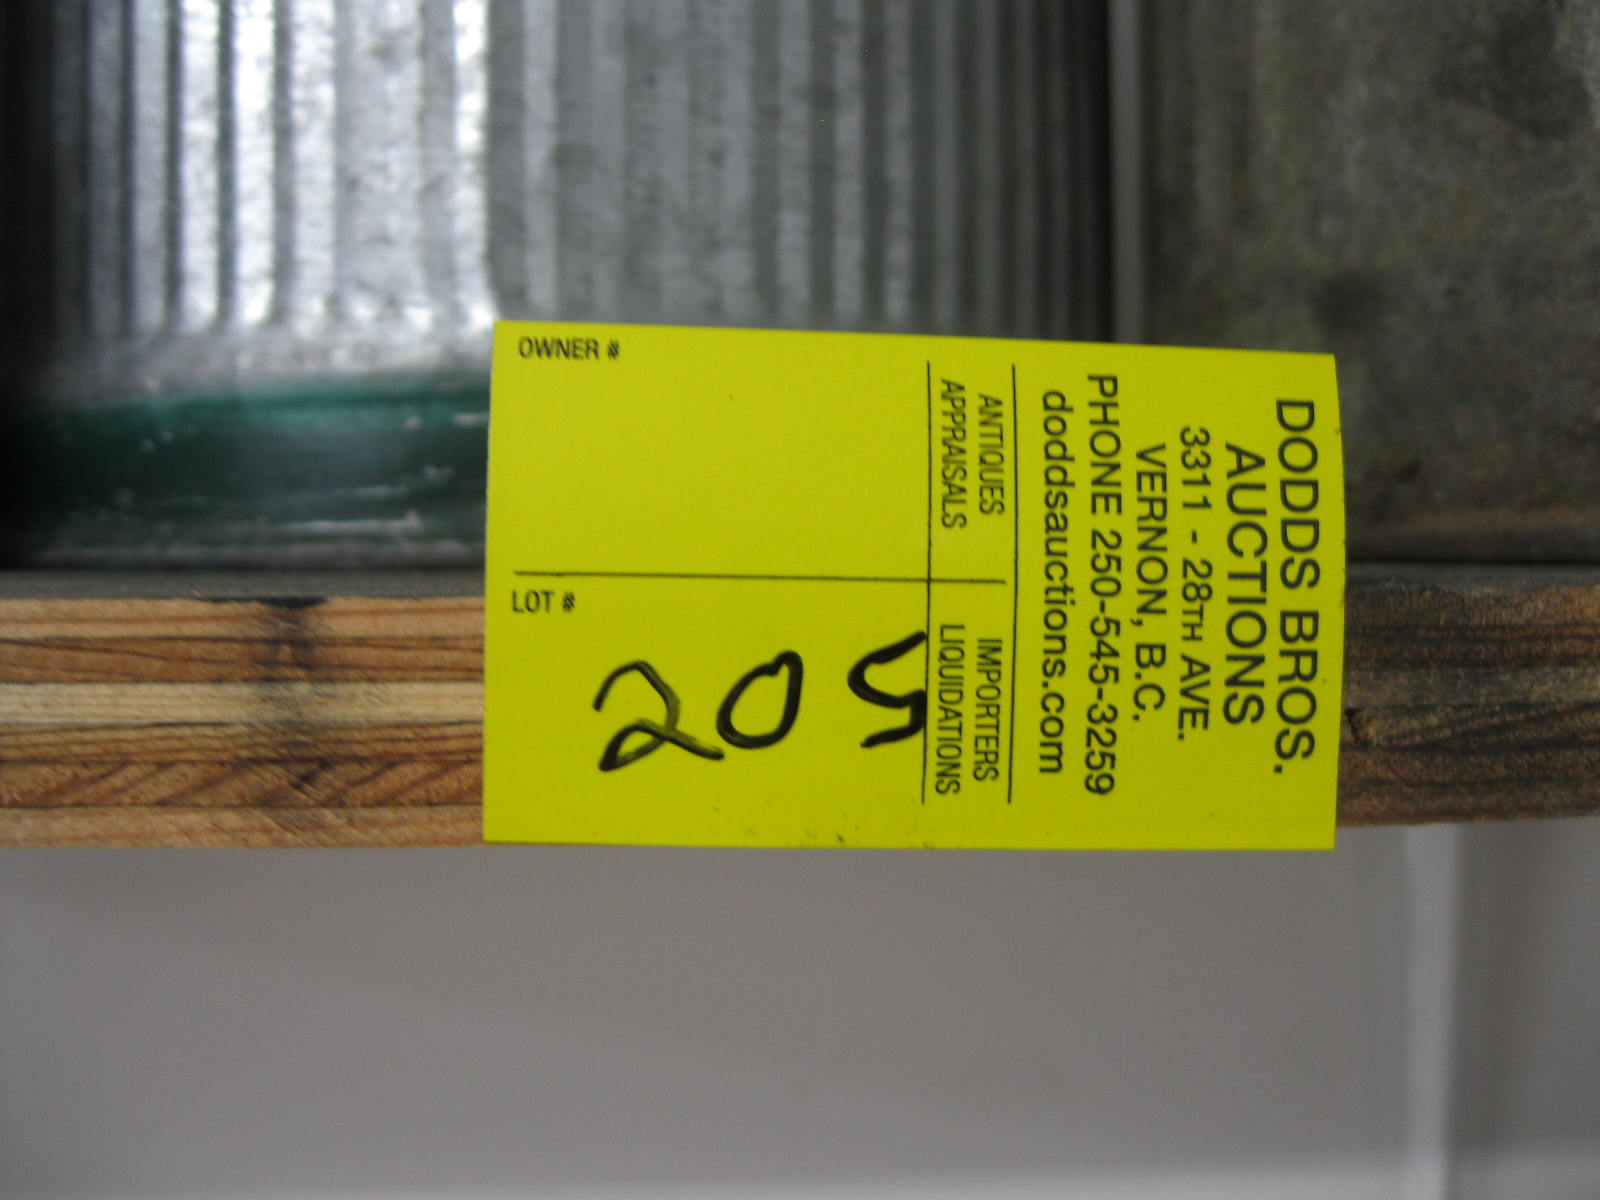 DODDS BROS.
AUCTIONS
3311 - 28TH AVE.
VERNON, B.C.
PHONE 250-545-3259
doddsauctions.com
ANTIQUES IMPORTERS
APPRAISALS LIQUIDATIONS
OWNER #
LOT #
205